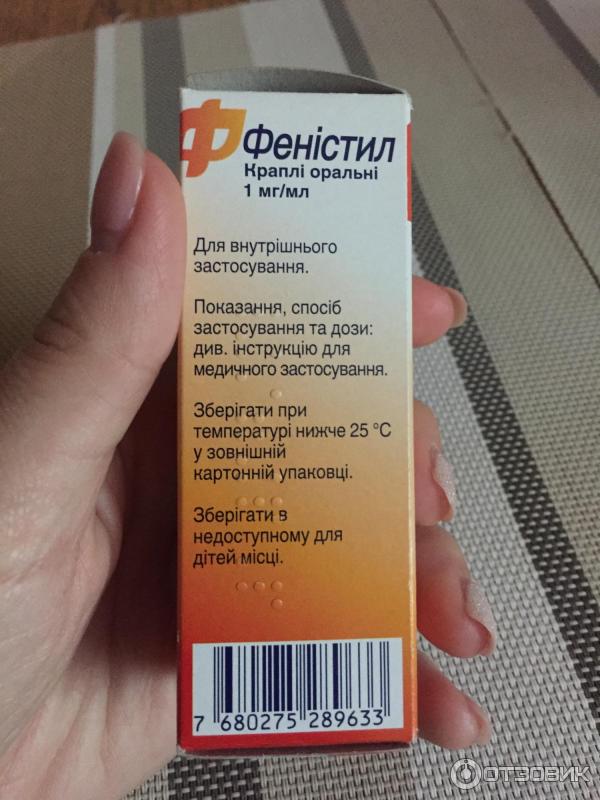 Феністил
Краплі оральні
1 мг/мл
Для внутрішнього
застосування.
Показання, спосіб
застосування та дози:
див. інструкцію для
медичного застосування.
Зберігати при
температурі нижче 25 °C
у зовнішній
картонній упаковці.
Зберігати в
недоступному для
дітей місці.
7 680275 289633
ОТЗОВИК